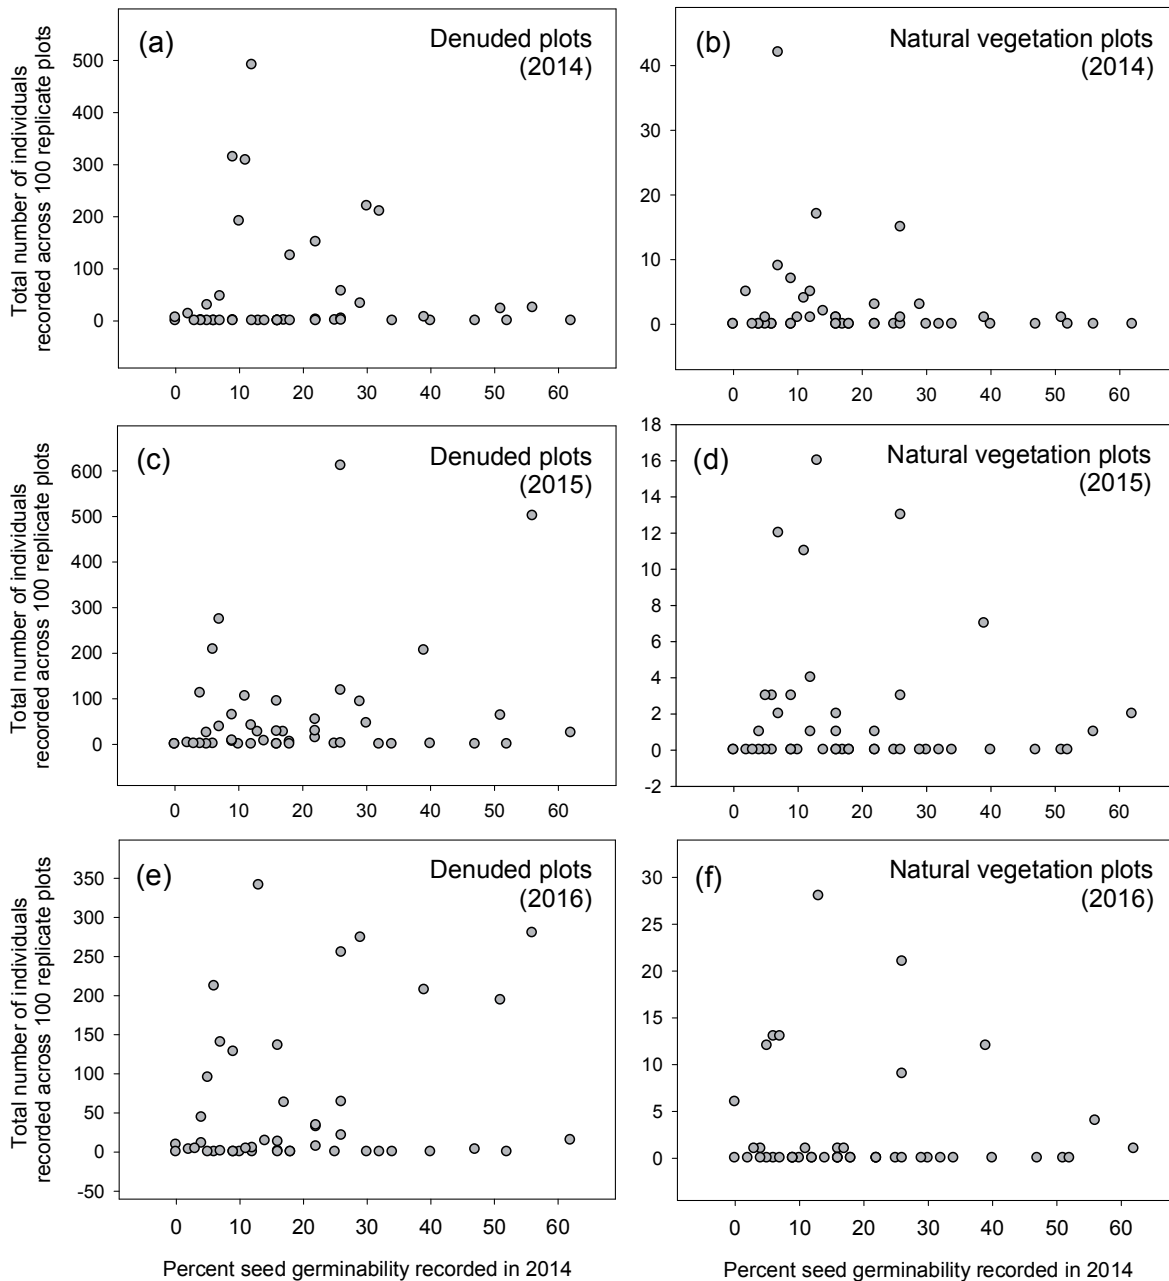 (a)
Denuded plots
(2014)
Total number of individuals
recorded across 100 replicate plots
500
400
300
200
100
0
0 10 20 30 40 50 60
(b)
Natural vegetation plots
(2014)
40
30
20
10
0
0 10 20 30 40 50 60
(c)
Denuded plots
(2015)
Total number of individuals
recorded across 100 replicate plots
600
500
400
300
200
100
0
0 10 20 30 40 50 60
(d)
Natural vegetation plots
(2015)
18
16
14
12
10
8
6
4
2
0
-2
0 10 20 30 40 50 60
(e)
Denuded plots
(2016)
Total number of individuals
recorded across 100 replicate plots
350
300
250
200
150
100
50
0
-50
0 10 20 30 40 50 60
Percent seed germinability recorded in 2014
(f)
Natural vegetation plots
(2016)
30
25
20
15
10
5
0
0 10 20 30 40 50 60
Percent seed germinability recorded in 2014